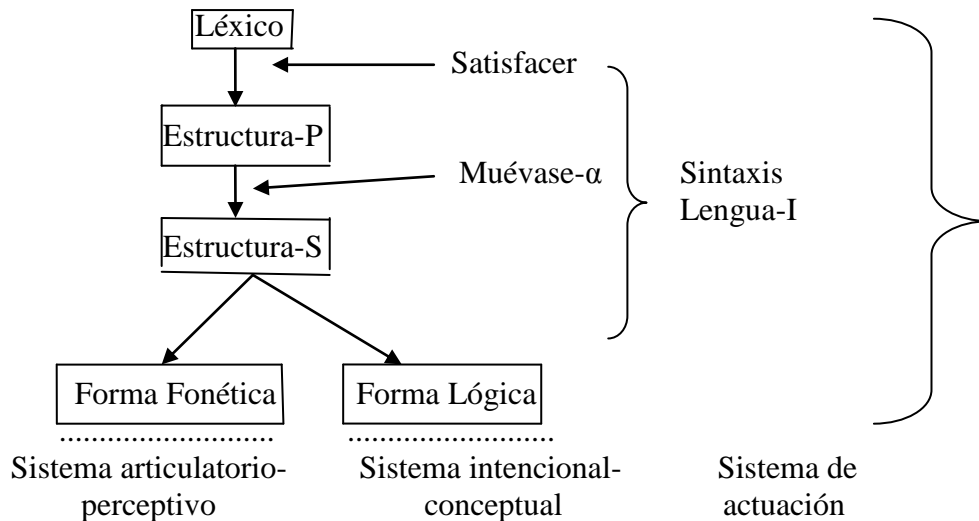 Léxico
Satisfacer
Estructura-P
Muévase-α
Sintaxis
Lengua-I
Estructura-S
Forma Fonética
Forma Lógica
Sistema articulatorio-
perceptivo
Sistema intencional-
conceptual
Sistema de
actuación